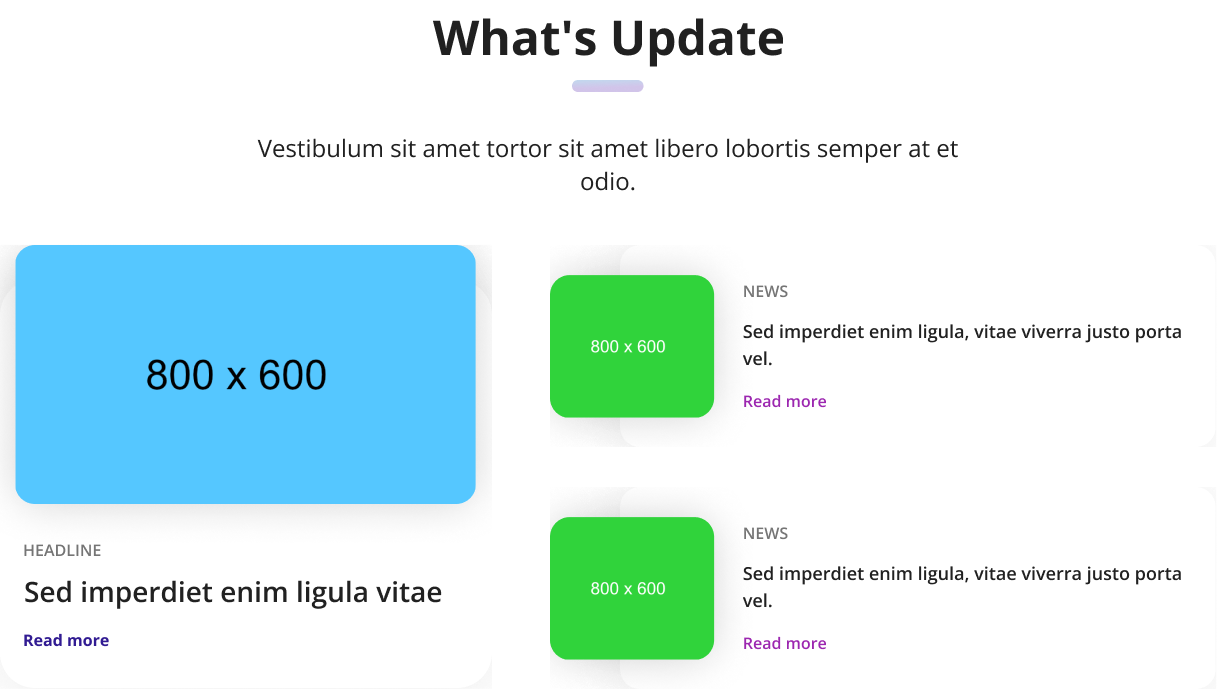 What's Update
Vestibulum sit amet tortor sit amet libero lobortis semper at et
odio.
800 x 600
HEADLINE
Sed imperdiet enim ligula vitae
Read more
800 x 600
NEWS
Sed imperdiet enim ligula, vitae viverra justo porta
vel.
Read more
800 x 600
NEWS
Sed imperdiet enim ligula, vitae viverra justo porta
vel.
Read more